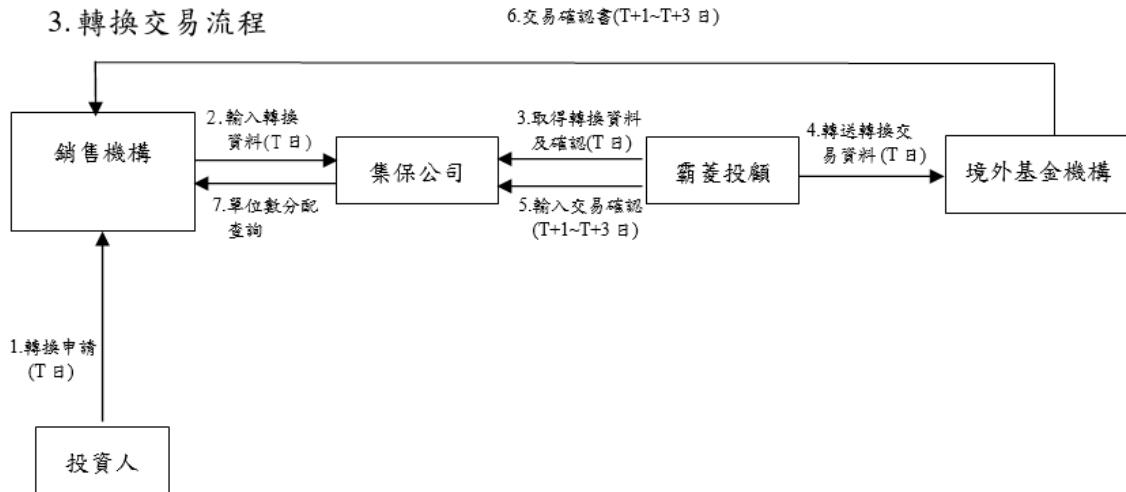 3.轉換交易流程
6.交易確認書(T+1~T+3 日)
銷售機構
2.輸入轉換
資料(T 日)
7.單位數分配
查詢
集保公司
3.取得轉換資料
及確認(T 日)
5.輸入交易確認
(T+1~T+3 日)
霸菱投顧
4.轉送轉換交
易資料(T 日)
境外基金機構
1.轉換申請
(T 日)
投資人